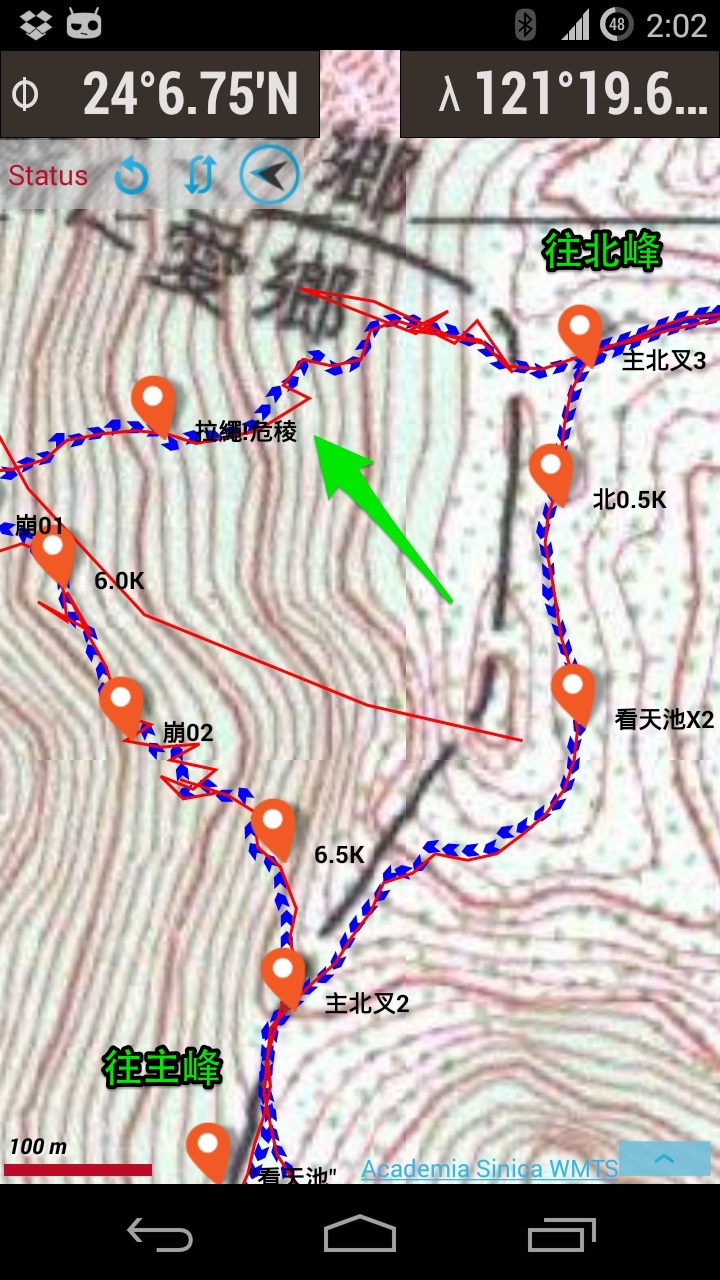 48 2:02
Φ 24°6.75'N λ 121°19.6…
Status
鄉
愛鄉
往北峰
主北叉3
拉繩!危稜
北0.5K
崩01
6.0K
看天池X2
崩02
6.5K
主北叉2
往主峰
100 m
看天池"
Academia Sinica WMTS